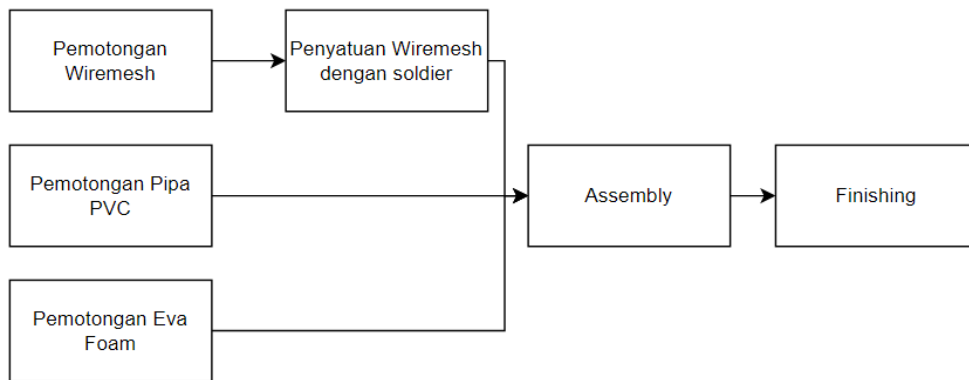 Pemotongan
Wiremesh
Penyatuan Wiremesh
dengan soldier
Pemotongan Pipa
PVC
Assembly
Finishing
Pemotongan Eva
Foam